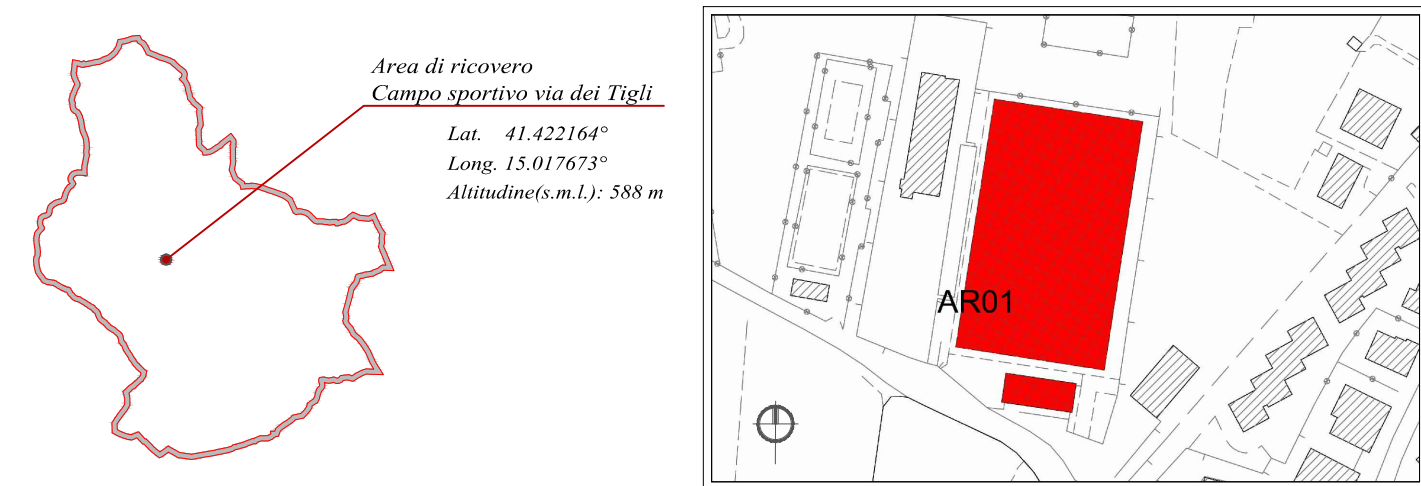 Area di ricovero
Campo sportivo via dei Tigli
Lat. 41.422164°
Long. 15.017673°
Altitudine(s.m.l.): 588 m
AR01